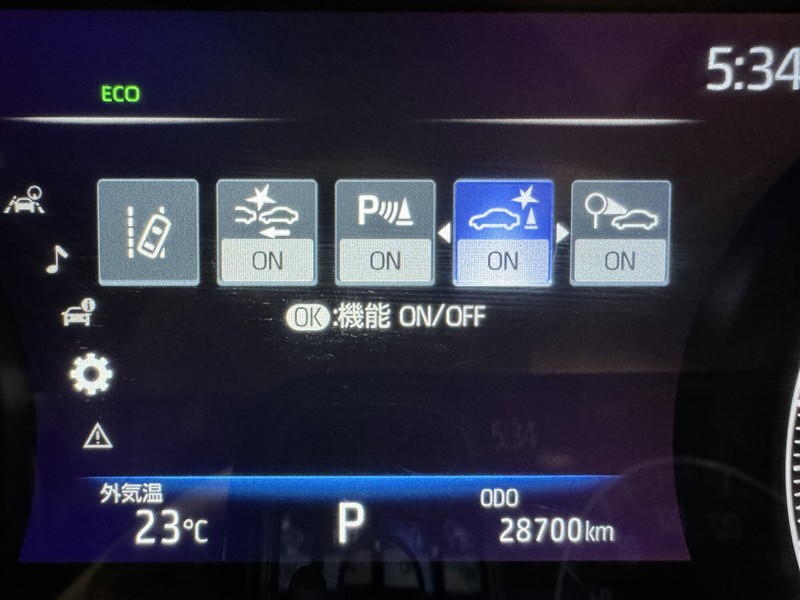 5:34
ECO
P
ON ON ON ON
OK:機能 ON/OFF
外気温
23℃
P
ODO
28700km